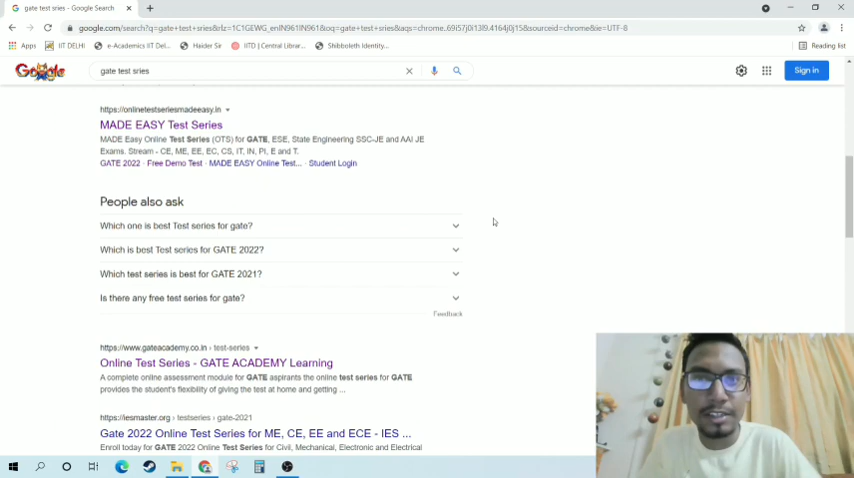 gate test sries - Google Search
google.com/search?q=gate+test+sries&rlz=1C1GEWG_enIN961IN961&oq=gate+test+sries&aqs=chrome..69i57j0i13l9.4164j0j15&sourceid=chrome&ie=UTF-8
Apps IIT DELHI e-Academics IIT Del... Haider Sir IITD | Central Librar... Shibboleth Identity... Reading list
Google gate test sries Sign in
https://onlinetestseriesmadeeasy.in
MADE EASY Test Series
MADE Easy Online Test Series (OTS) for GATE, ESE, State Engineering SSC-JE and AAI JE
Exams. Stream - CE, ME, EE, EC, CS, IT, IN, PI, E and T.
GATE 2022 · Free Demo Test · MADE EASY Online Test... · Student Login
People also ask
Which one is best Test series for gate?
Which is best Test series for GATE 2022?
Which test series is best for GATE 2021?
Is there any free test series for gate?
Feedback
https://www.gateacademy.co.in › test-series
Online Test Series - GATE ACADEMY Learning
A complete online assessment module for GATE aspirants the online test series for GATE
provides the student's flexibility of giving the test at home and getting ...
https://iesmaster.org › testseries › gate-2021
Gate 2022 Online Test Series for ME, CE, EE and ECE - IES ...
Enroll today for GATE 2022 Online Test Series for Civil, Mechanical, Electronic and Electrical